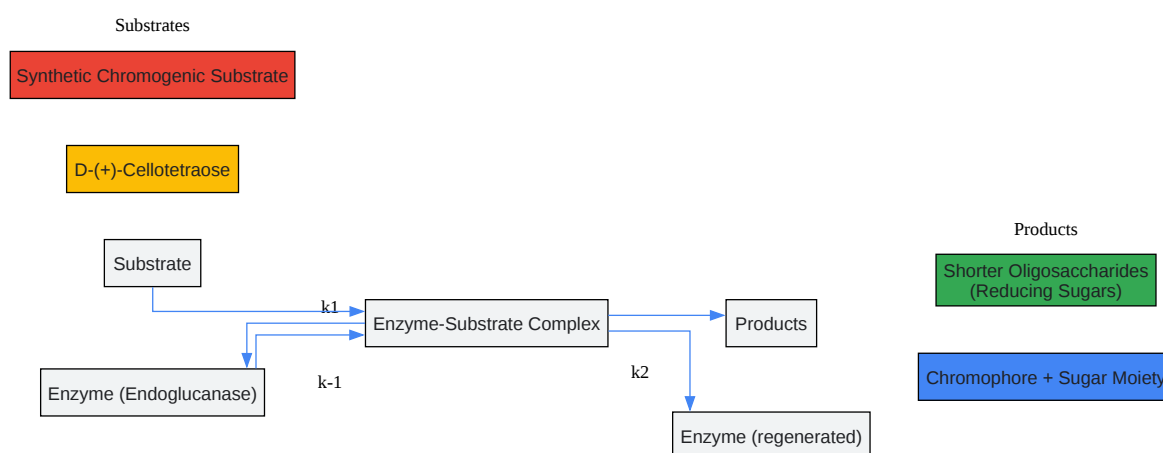 Substrates
Synthetic Chromogenic Substrate
D-(+)-Cellotetraose
Substrate
Products
Shorter Oligosaccharides
(Reducing Sugars)
k1
Enzyme-Substrate Complex
Products
Enzyme (Endoglucanase)
k-1
k2
Chromophore + Sugar Moiety
Enzyme (regenerated)